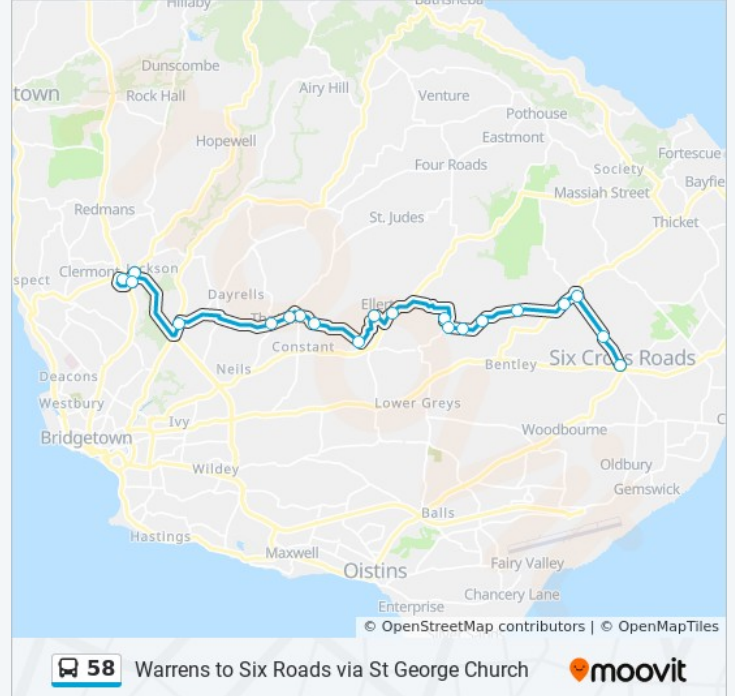 Hillaby
Bathsheba
Duncombe
town
Rock Hall
Airy Hill
Venture
Pothouse
Hopewell
Eastmont
Four Roads
Fortescue
Society
Bayfie
Massiah Street
Redmans
St. Judes
Thicket
Clermont
Jackson
spect
Dayrells
Ellert
Th
Constant
Six Cross Roads
Neils
Bentley
Deacons
Westbury
Lower Greys
Ivy
Woodbourne
Bridgetown
Oldbury
Wildey
Gemswick
Balls
Hastings
Maxwell
Fairy Valley
Oistins
Chancery Lane
Enterprise
© OpenStreetMap contributors | © OpenMapTiles
58 Warrens to Six Roads via St George Church moovit